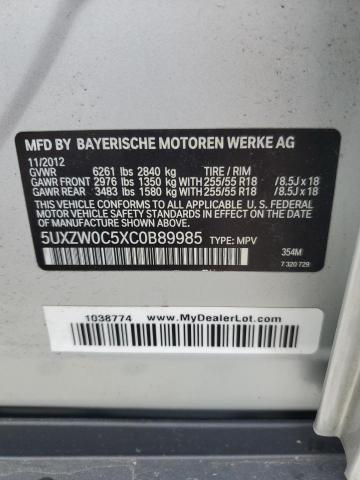 MFD BY BAYERISCHE MOTOREN WERKE AG
11/2012
GVWR 6261 lbs 2840 kg TIRE / RIM
GAWR FRONT 2976 lbs 1350 kg WITH 255/55 R18 /8.5J x 18
GAWR REAR 3483 lbs 1580 kg WITH 255/55 R18 /8.5J x 18
THIS VEHICLE CONFORMS TO ALL APPLICABLE U.S. FEDERAL
MOTOR VEHICLE SAFETY STANDARDS IN EFFECT
ON THE DATE OF MANUFACTURE SHOWN ABOVE.
5UXZW0C5XC0B89985 TYPE: MPV
354M
7 320 729
1038774 www.MyDealerLot.com